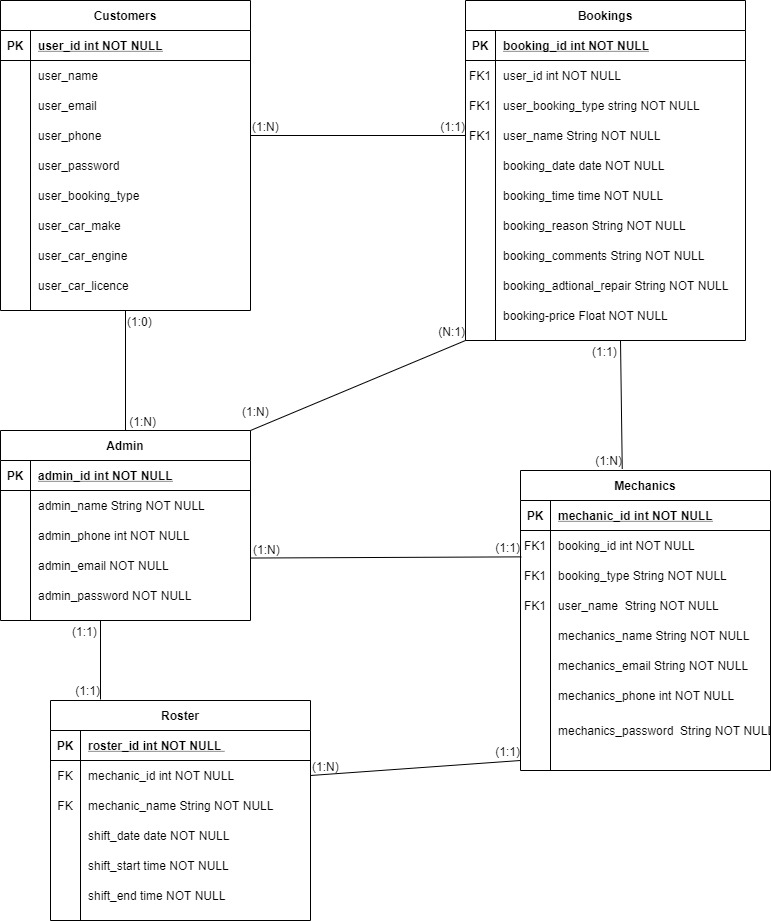 Customers
PK user_id int NOT NULL
user_name
user_email
user_phone
user_password
user_booking_type
user_car_make
user_car_engine
user_car_licence
Bookings
PK booking_id int NOT NULL
FK1 user_id int NOT NULL
FK1 user_booking_type string NOT NULL
FK1 user_name String NOT NULL
booking_date date NOT NULL
booking_time time NOT NULL
booking_reason String NOT NULL
booking_comments String NOT NULL
booking_adtional_repair String NOT NULL
booking-price Float NOT NULL
(1:N) (1:1)
(1:0)
(1:N)
(N:1)
(1:N)
(1:1)
(1:N)
Admin
PK admin_id int NOT NULL
admin_name String NOT NULL
admin_phone int NOT NULL
admin_email NOT NULL
admin_password NOT NULL
Mechanics
PK mechanic_id int NOT NULL
FK1 booking_id int NOT NULL
FK1 booking_type String NOT NULL
FK1 user_name String NOT NULL
mechanics_name String NOT NULL
mechanics_email String NOT NULL
mechanics_phone int NOT NULL
mechanics_password String NOT NULL
(1:N) (1:1)
(1:1)
(1:1)
Roster
PK roster_id int NOT NULL
FK mechanic_id int NOT NULL
FK mechanic_name String NOT NULL
shift_date date NOT NULL
shift_start time NOT NULL
shift_end time NOT NULL
(1:N) (1:1)